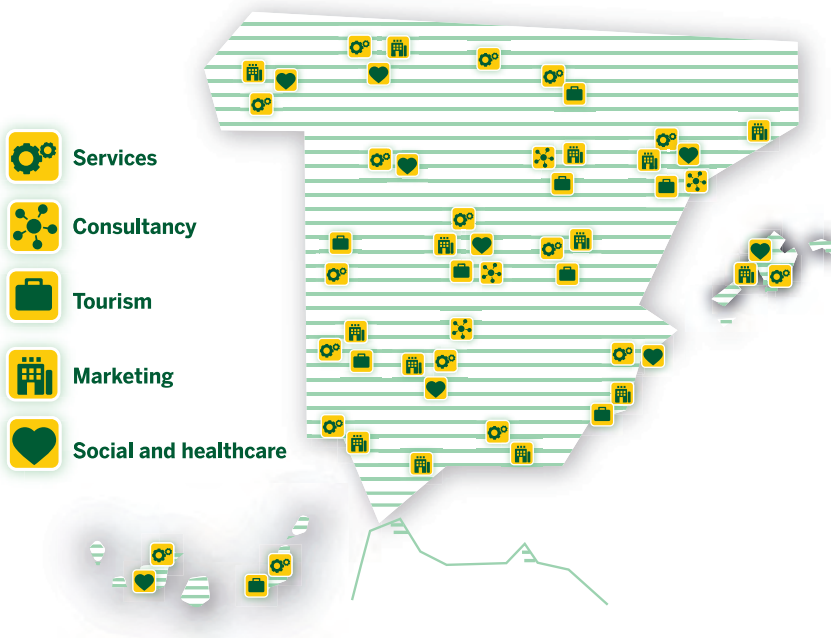 Services
Consultancy
Tourism
Marketing
Social and healthcare